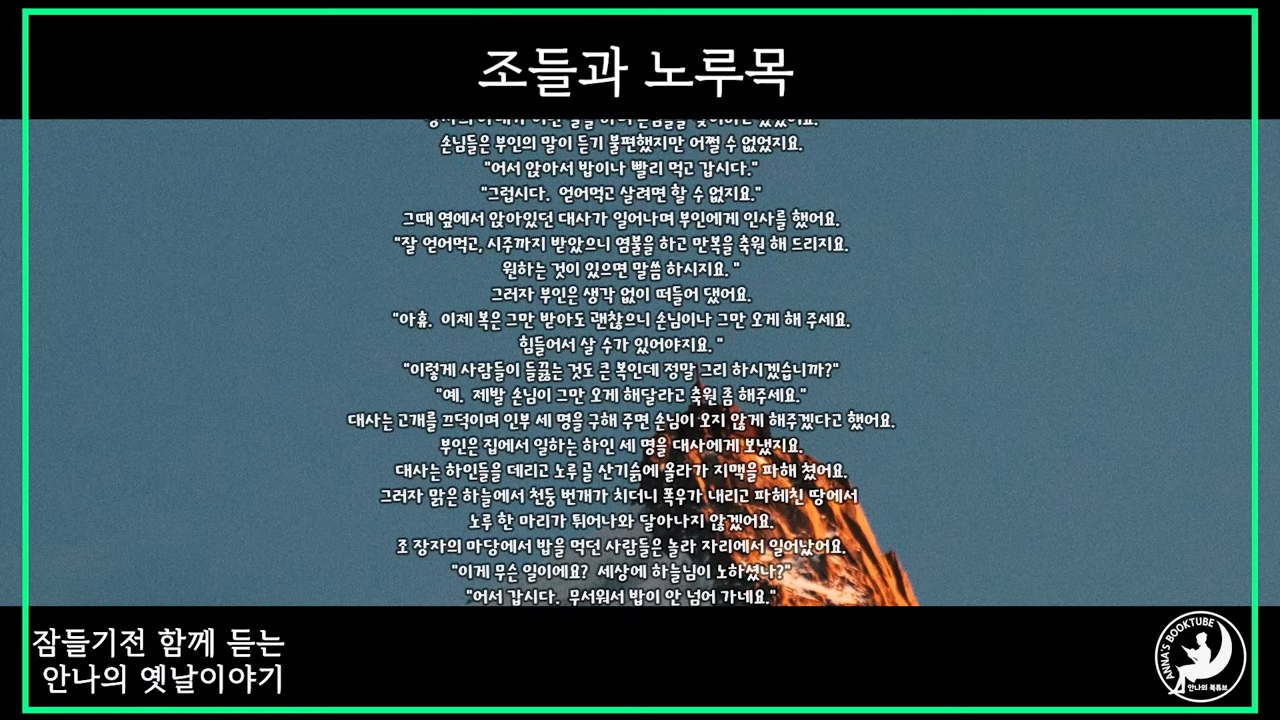 조들과 노루목
손님들은 부인의 말이 듣기 불편했지만 어쩔 수 없었지요.
"어서 앉아서 밥이나 빨리 먹고 갑시다."
"그럽시다. 얻어먹고 살려면 할 수 없지요."
그때 옆에서 앉아있던 대사가 일어나며 부인에게 인사를 했어요.
"잘 얻어먹고, 시주까지 받았으니 염불을 하고 만복을 축원 해 드리지요.
원하는 것이 있으면 말씀 하시지요. "
그러자 부인은 생각 없이 떠들어 댔어요.
"아휴. 이제 복은 그만 받아도 괜찮으니 손님이나 그만 오게 해 주세요.
힘들어서 살 수가 있어야지요. "
"이렇게 사람들이 들끓는 것도 큰 복인데 정말 그리 하시겠습니까?"
"예. 제발 손님이 그만 오게 해달라고 축원 좀 해주세요."
대사는 고개를 끄덕이며 인부 세 명을 구해 주면 손님이 오지 않게 해주겠다고 했어요.
부인은 집에서 일하는 하인 세 명을 대사에게 보냈지요.
대사는 하인들을 데리고 노루 골 산기슭에 올라가 지맥을 파해 쳤어요.
그러자 맑은 하늘에서 천둥 번개가 치더니 폭우가 내리고 파헤친 땅에서
노루 한 마리가 튀어나와 달아나지 않겠어요.
조 장자의 마당에서 밥을 먹던 사람들은 놀라 자리에서 일어났어요.
"이게 무슨 일이에요? 세상에 하늘님이 노하셨나?"
"어서 갑시다. 무서워서 밥이 안 넘어 가네요."
잠들기전 함께 듣는
안나의 옛날이야기
ANNA'S BOOKTUBE
안나의 북튜브